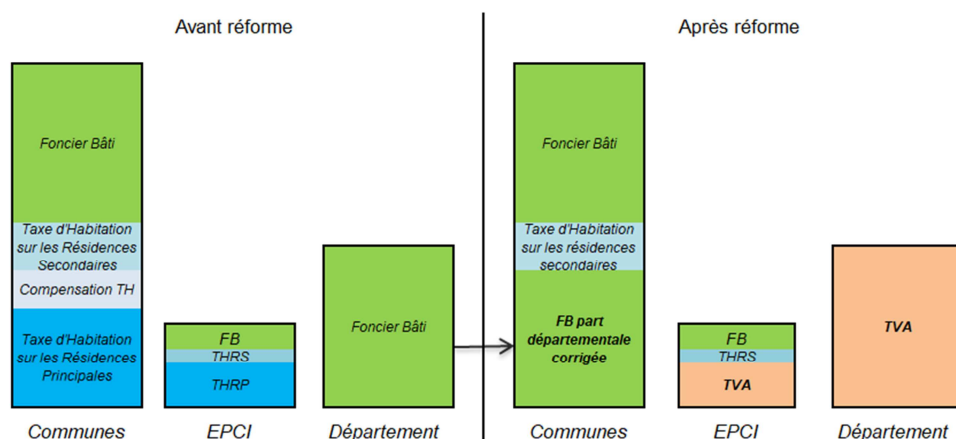 Avant réforme
Foncier Bâti
Taxe d'Habitation
sur les Résidences
Secondaires
Compensation TH
Taxe d'Habitation
sur les Résidences
Principales
FB
THRS
THRP
Foncier Bâti
Communes
EPCI
Département
Après réforme
Foncier Bâti
Taxe d'Habitation
sur les résidences
secondaires
FB part
départementale
corrigée
FB
THRS
TVA
TVA
Communes
EPCI
Département